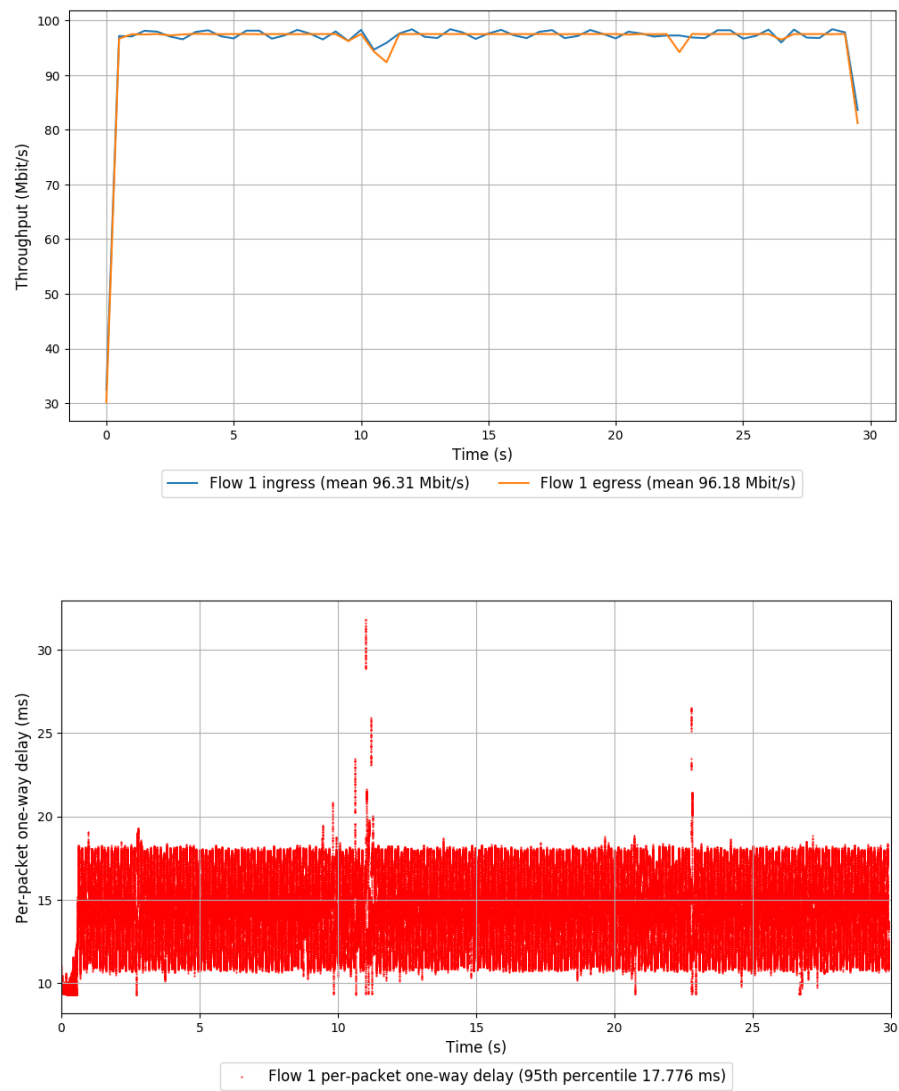 100
90
80
70
60
50
40
30
Throughput (Mbit/s)
0 5 10 15 20 25 30
Time (s)
Flow 1 ingress (mean 96.31 Mbit/s) Flow 1 egress (mean 96.18 Mbit/s)
30
25
20
15
10
Per-packet one-way delay (ms)
0 5 10 15 20 25 30
Time (s)
Flow 1 per-packet one-way delay (95th percentile 17.776 ms)